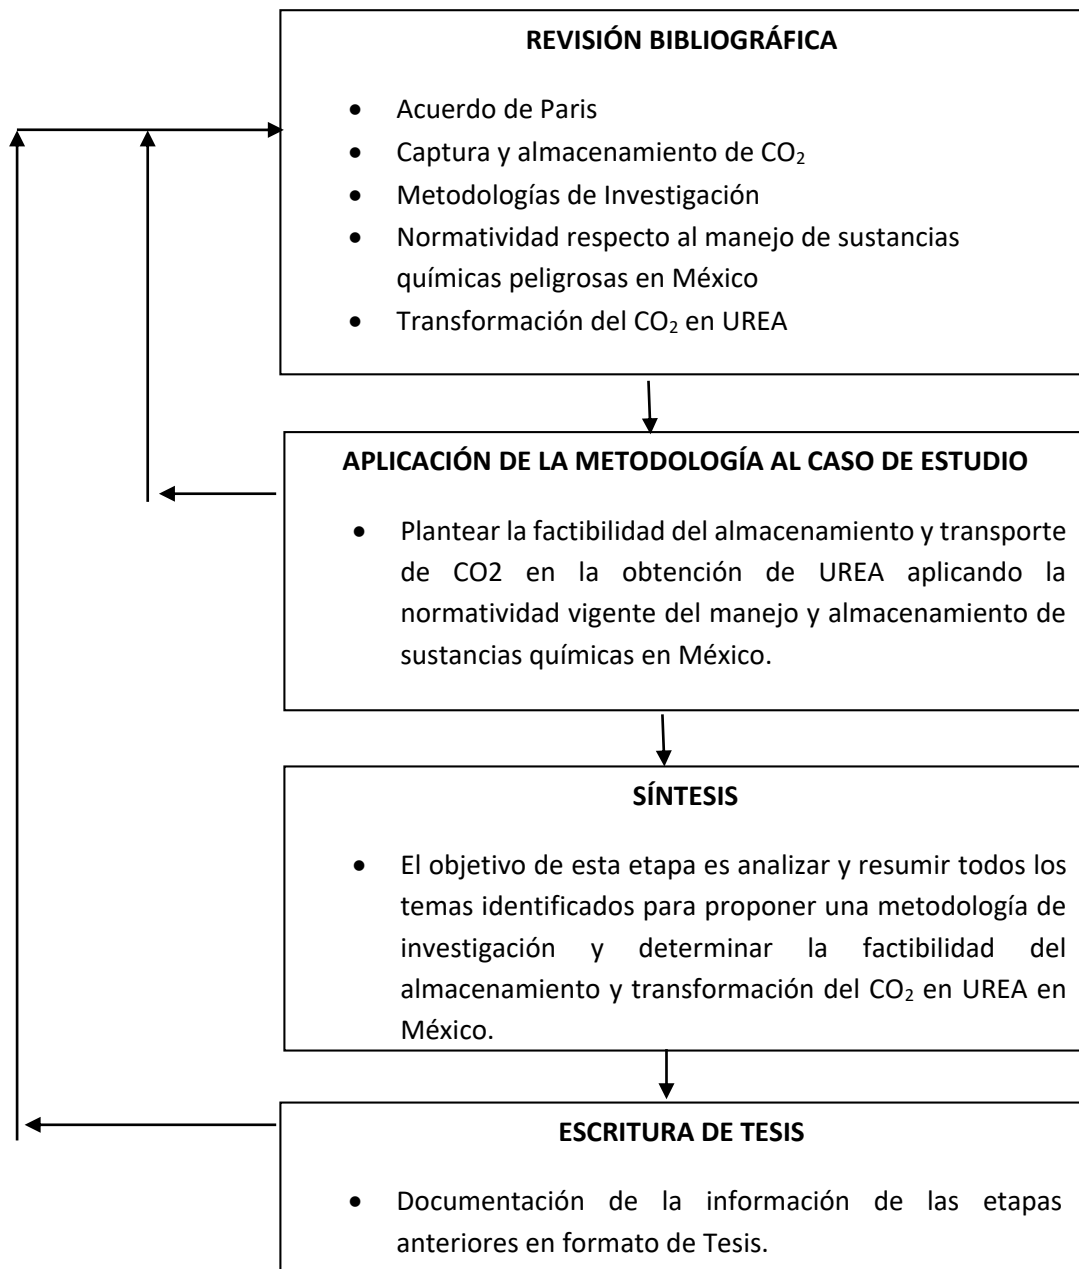 REVISIÓN BIBLIOGRÁFICA
• Acuerdo de Paris
• Captura y almacenamiento de CO₂
• Metodologías de Investigación
• Normatividad respecto al manejo de sustancias
químicas peligrosas en México
• Transformación del CO₂ en UREA
APLICACIÓN DE LA METODOLOGÍA AL CASO DE ESTUDIO
• Plantear la factibilidad del almacenamiento y transporte
de CO2 en la obtención de UREA aplicando la
normatividad vigente del manejo y almacenamiento de
sustancias químicas en México.
SÍNTESIS
• El objetivo de esta etapa es analizar y resumir todos los
temas identificados para proponer una metodología de
investigación y determinar la factibilidad del
almacenamiento y transformación del CO₂ en UREA en
México.
ESCRITURA DE TESIS
• Documentación de la información de las etapas
anteriores en formato de Tesis.